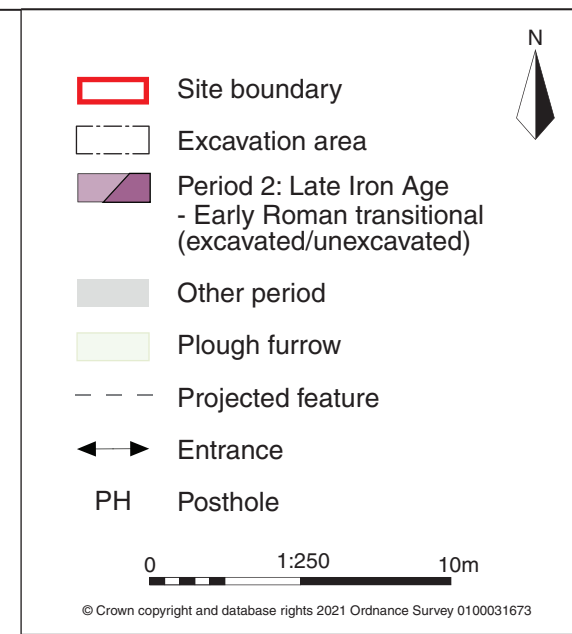 N
Site boundary
Excavation area
Period 2: Late Iron Age
- Early Roman transitional
(excavated/unexcavated)
Other period
Plough furrow
Projected feature
Entrance
PH Posthole
0 1:250 10m
© Crown copyright and database rights 2021 Ordnance Survey 0100031673